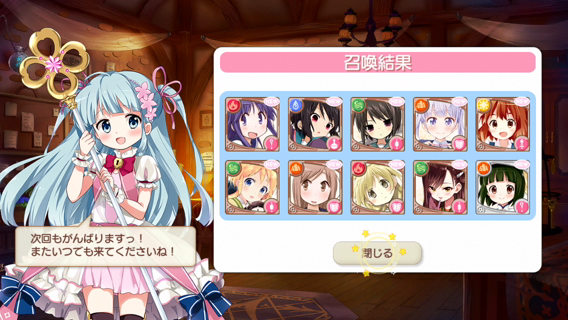 召喚結果
次回もがんばりますっ！
またいつでも来てくださいね！
閉じる